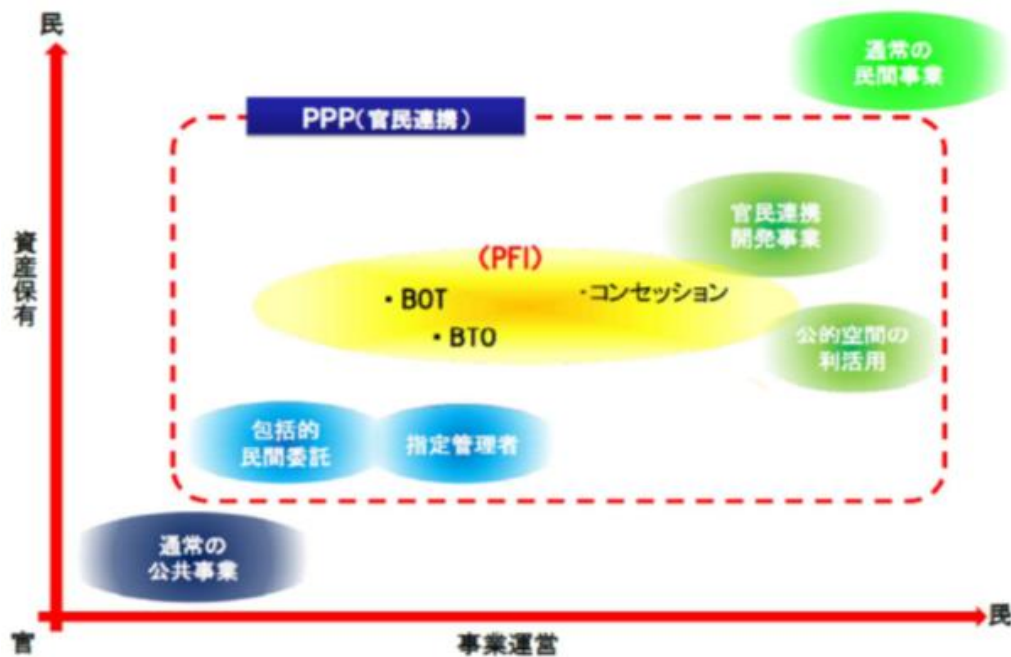 民
通常の
民間事業
PPP(官民連携)
官民連携
開発事業
資産保有
(PFI)
・BOT
・コンセッション
・BTO
公的空間の
利活用
包括的
民間委託
指定管理者
通常の
公共事業
官
事業運営
民